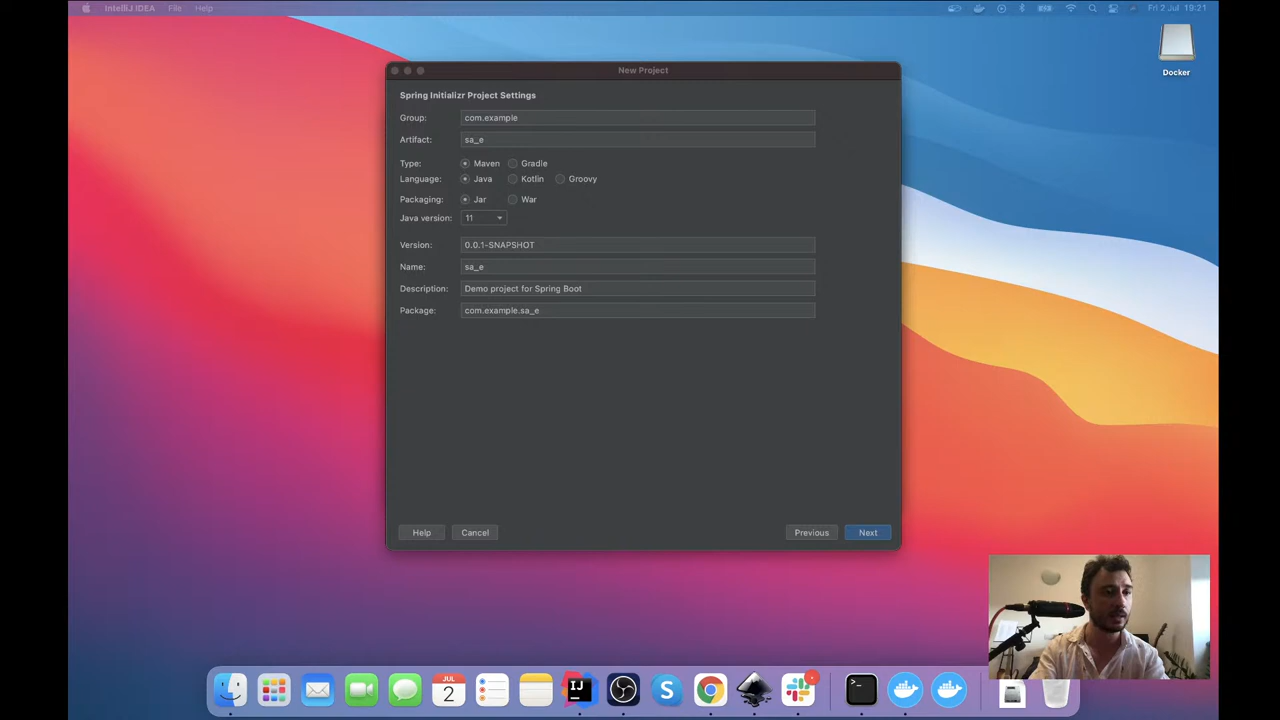 IntelliJ IDEA File Help Fri 2 Jul 19:21
Docker
New Project
Spring Initializr Project Settings
Group: com.example
Artifact: sa_e
Type: Maven Gradle
Language: Java Kotlin Groovy
Packaging: Jar War
Java version: 11
Version: 0.0.1-SNAPSHOT
Name: sa_e
Description: Demo project for Spring Boot
Package: com.example.sa_e
Help Cancel Previous Next
JUL
2
IJ